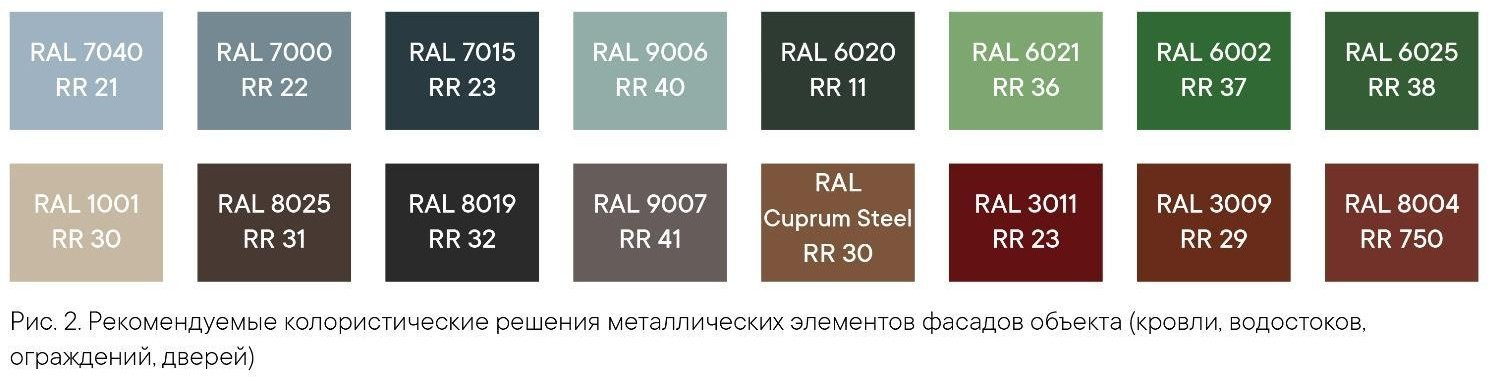 RAL 7040
RR 21
RAL 7000
RR 22
RAL 7015
RR 23
RAL 9006
RR 40
RAL 6020
RR 11
RAL 6021
RR 36
RAL 6002
RR 37
RAL 6025
RR 38
RAL 1001
RR 30
RAL 8025
RR 31
RAL 8019
RR 32
RAL 9007
RR 41
RAL
Cuprum Steel
RR 30
RAL 3011
RR 23
RAL 3009
RR 29
RAL 8004
RR 750
Рис. 2. Рекомендуемые колористические решения металлических элементов фасадов объекта (кровли, водостоков,
ограждений, дверей)